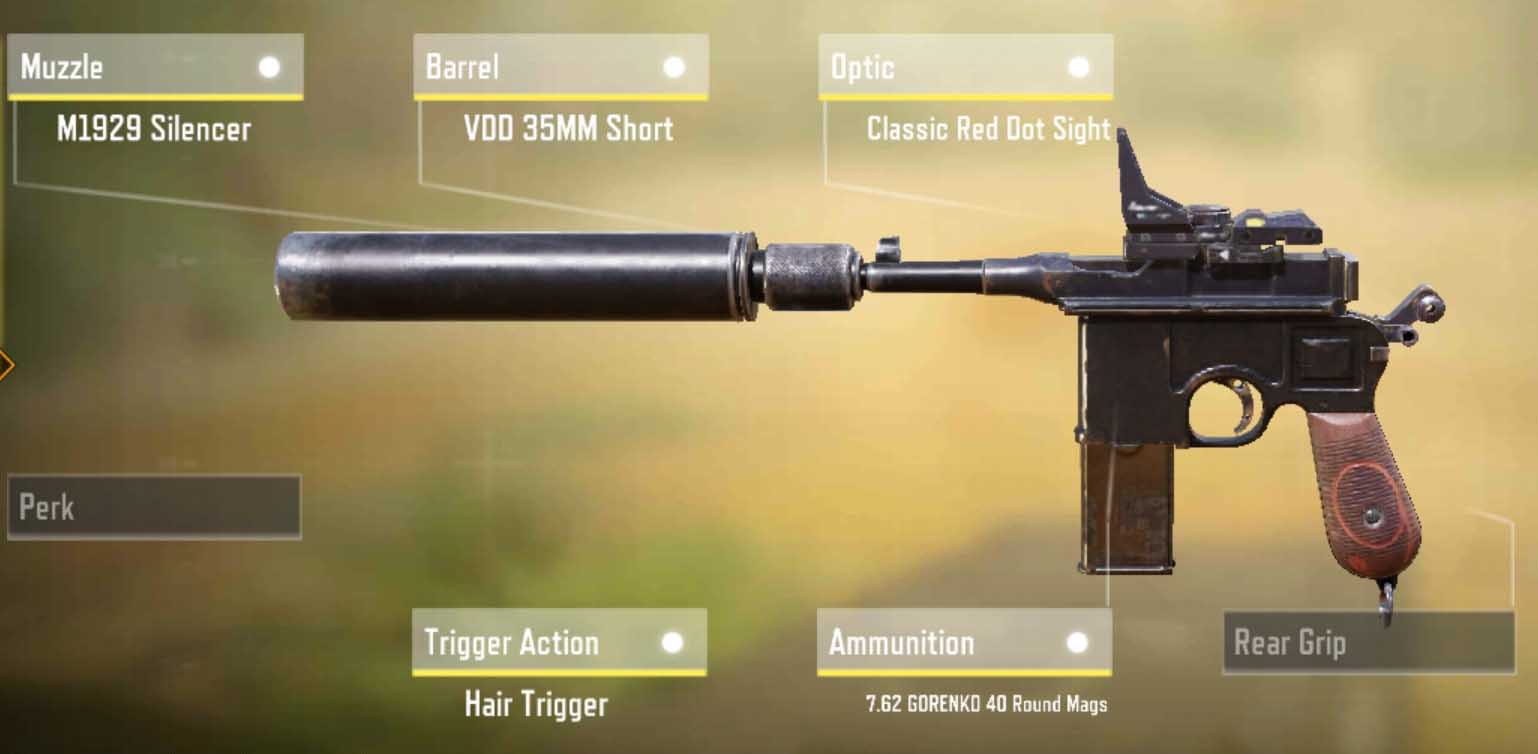 Muzzle
M1929 Silencer
Barrel
VDD 35MM Short
Optic
Classic Red Dot Sight
Perk
Trigger Action
Hair Trigger
Ammunition
7.62 GORENKO 40 Round Mags
Rear Grip